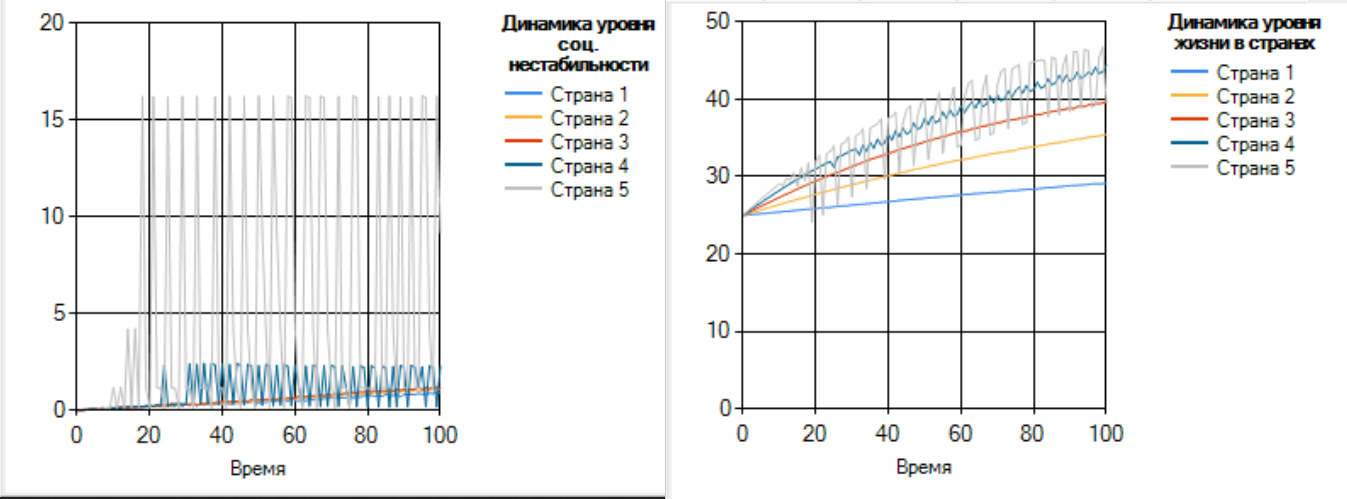 Динамика уровня
соц.
нестабильности
Страна 1
Страна 2
Страна 3
Страна 4
Страна 5
20
15
10
5
0
0 20 40 60 80 100
Время
Динамика уровня
жизни в странах
Страна 1
Страна 2
Страна 3
Страна 4
Страна 5
50
40
30
20
10
0
0 20 40 60 80 100
Время